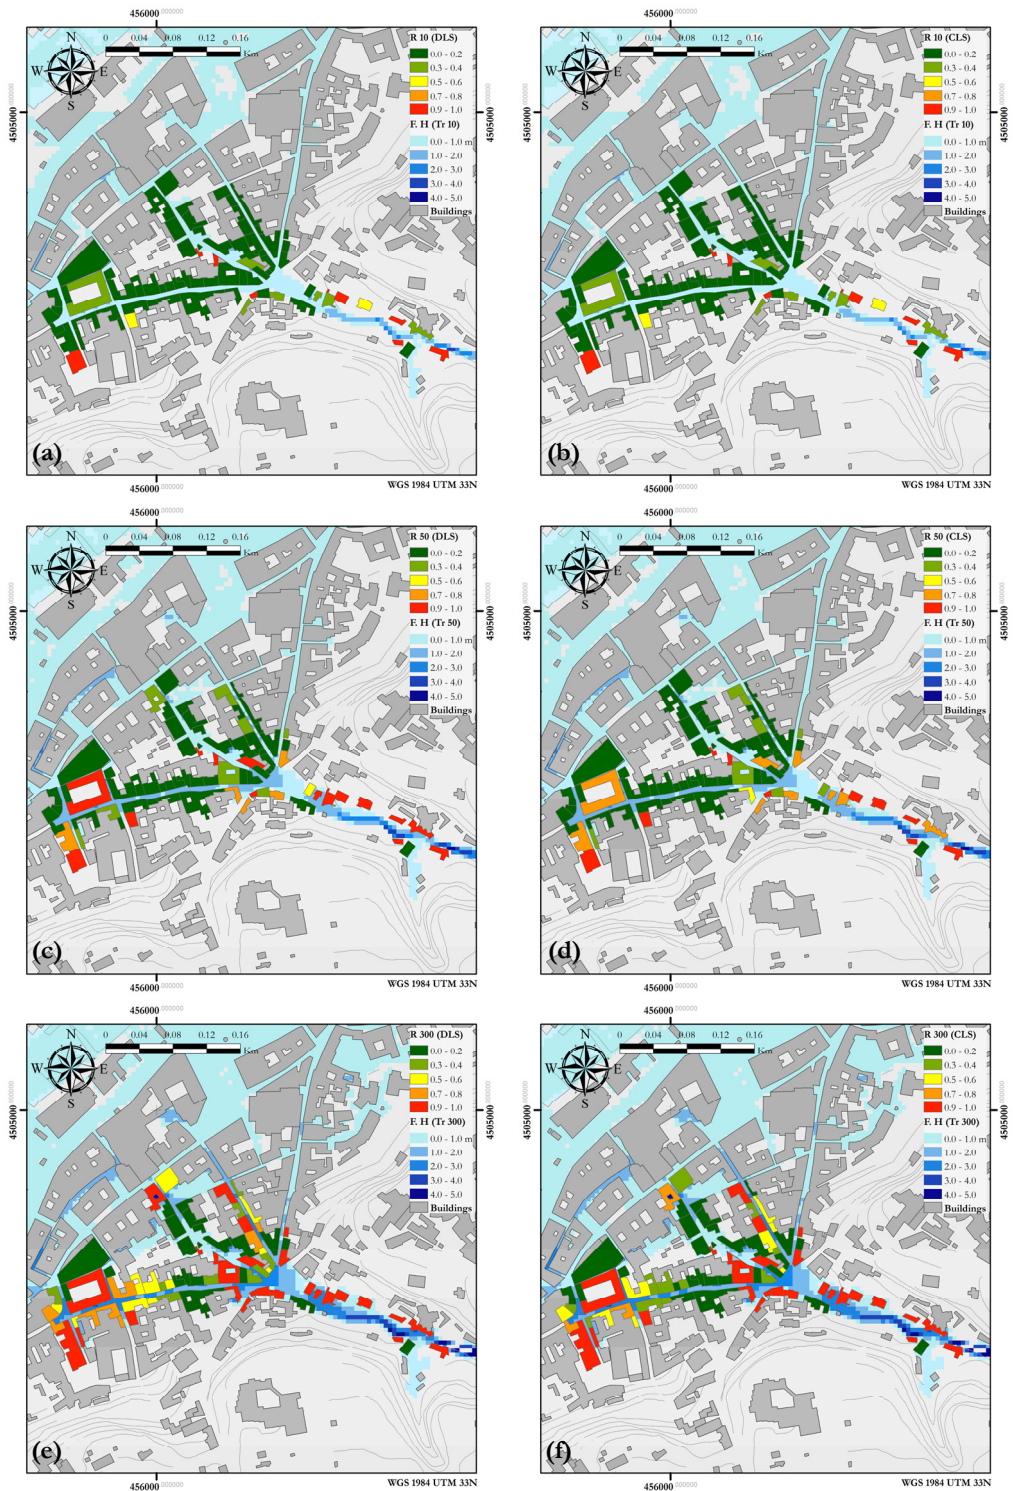 456000.000000
456000.000000
N
W E
S
0 0.04 0.08 0.12 0.16
Km
R 10 (DLS)
0.0 - 0.2
0.3 - 0.4
0.5 - 0.6
0.7 - 0.8
0.9 - 1.0
F. H (Tr 10)
0.0 - 1.0 m
1.0 - 2.0
2.0 - 3.0
3.0 - 4.0
4.0 - 5.0
Buildings
4505000.000000
(a)
WGS 1984 UTM 33N
N
W E
S
0 0.04 0.08 0.12 0.16
Km
R 10 (CLS)
0.0 - 0.2
0.3 - 0.4
0.5 - 0.6
0.7 - 0.8
0.9 - 1.0
F. H (Tr 10)
0.0 - 1.0 m
1.0 - 2.0
2.0 - 3.0
3.0 - 4.0
4.0 - 5.0
Buildings
4505000.000000
4505000.000000
(b)
WGS 1984 UTM 33N
456000.000000
456000.000000
N
W E
S
0 0.04 0.08 0.12 0.16
Km
R 50 (DLS)
0.0 - 0.2
0.3 - 0.4
0.5 - 0.6
0.7 - 0.8
0.9 - 1.0
F. H (Tr 50)
0.0 - 1.0 m
1.0 - 2.0
2.0 - 3.0
3.0 - 4.0
4.0 - 5.0
Buildings
4505000.000000
(c)
WGS 1984 UTM 33N
N
W E
S
0 0.04 0.08 0.12 0.16
Km
R 50 (CLS)
0.0 - 0.2
0.3 - 0.4
0.5 - 0.6
0.7 - 0.8
0.9 - 1.0
F. H (Tr 50)
0.0 - 1.0 m
1.0 - 2.0
2.0 - 3.0
3.0 - 4.0
4.0 - 5.0
Buildings
4505000.000000
4505000.000000
(d)
WGS 1984 UTM 33N
456000.000000
456000.000000
N
W E
S
0 0.04 0.08 0.12 0.16
Km
R 300 (DLS)
0.0 - 0.2
0.3 - 0.4
0.5 - 0.6
0.7 - 0.8
0.9 - 1.0
F. H (Tr 300)
0.0 - 1.0 m
1.0 - 2.0
2.0 - 3.0
3.0 - 4.0
4.0 - 5.0
Buildings
4505000.000000
(e)
WGS 1984 UTM 33N
N
W E
S
0 0.04 0.08 0.12 0.16
Km
R 300 (CLS)
0.0 - 0.2
0.3 - 0.4
0.5 - 0.6
0.7 - 0.8
0.9 - 1.0
F. H (Tr 300)
0.0 - 1.0 m
1.0 - 2.0
2.0 - 3.0
3.0 - 4.0
4.0 - 5.0
Buildings
4505000.000000
4505000.000000
(f)
WGS 1984 UTM 33N
456000.000000
456000.000000